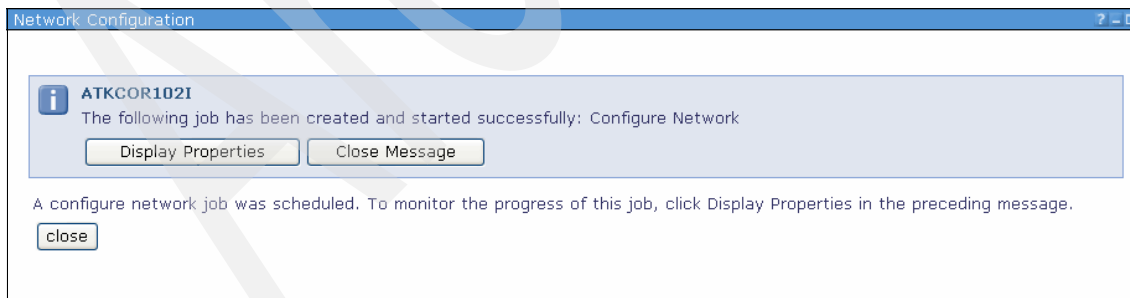 Network Configuration
ATKCOR102I
The following job has been created and started successfully: Configure Network
Display Properties Close Message
A configure network job was scheduled. To monitor the progress of this job, click Display Properties in the preceding message.
close